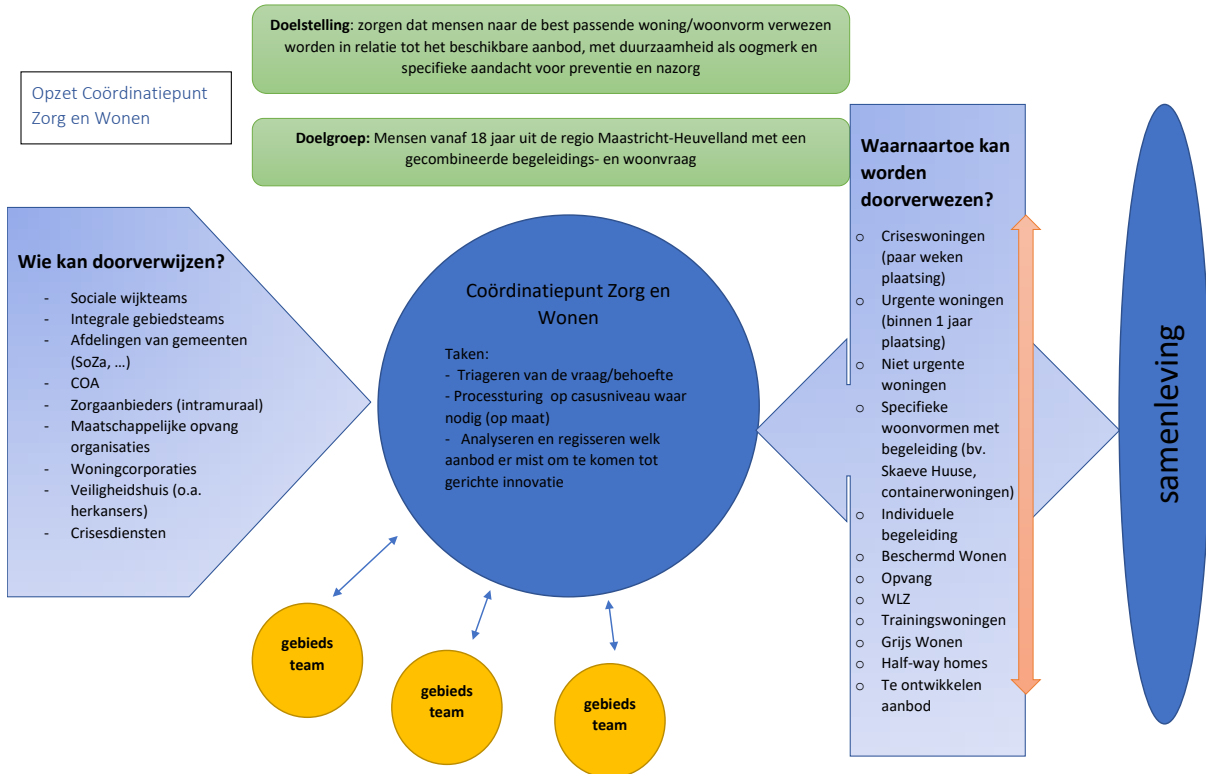 Opzet Coördinatiepunt
Zorg en Wonen
Doelstelling: zorgen dat mensen naar de best passende woning/woonvorm verwezen
worden in relatie tot het beschikbare aanbod, met duurzaamheid als oogmerk en
specifieke aandacht voor preventie en nazorg
Doelgroep: Mensen vanaf 18 jaar uit de regio Maastricht-Heuvelland met een
gecombineerde begeleidings- en woonvraag
Wie kan doorverwijzen?
- Sociale wijkteams
- Integrale gebiedsteams
- Afdelingen van gemeenten
(SoZa, …)
- COA
- Zorgaanbieders (intramuraal)
- Maatschappelijke opvang
organisaties
- Woningcorporaties
- Veiligheidshuis (o.a.
herkansers)
- Crisesdiensten
Coördinatiepunt Zorg en
Wonen
Taken:
- Triageren van de vraag/behoefte
- Processturing op casusniveau waar
nodig (op maat)
- Analyseren en regisseren welk
aanbod er mist om te komen tot
gerichte innovatie
gebieds
team
gebieds
team
gebieds
team
Waarnaartoe kan
worden
doorverwezen?
o Criseswoningen
(paar weken
plaatsing)
o Urgente woningen
(binnen 1 jaar
plaatsing)
o Niet urgente
woningen
o Specifieke
woonvormen met
begeleiding (bv.
Skaeve Huuse,
containerwoningen)
o Individuele
begeleiding
o Beschermd Wonen
o Opvang
o WLZ
o Trainingswoningen
o Grijs Wonen
o Half-way homes
o Te ontwikkelen
aanbod
samenleving